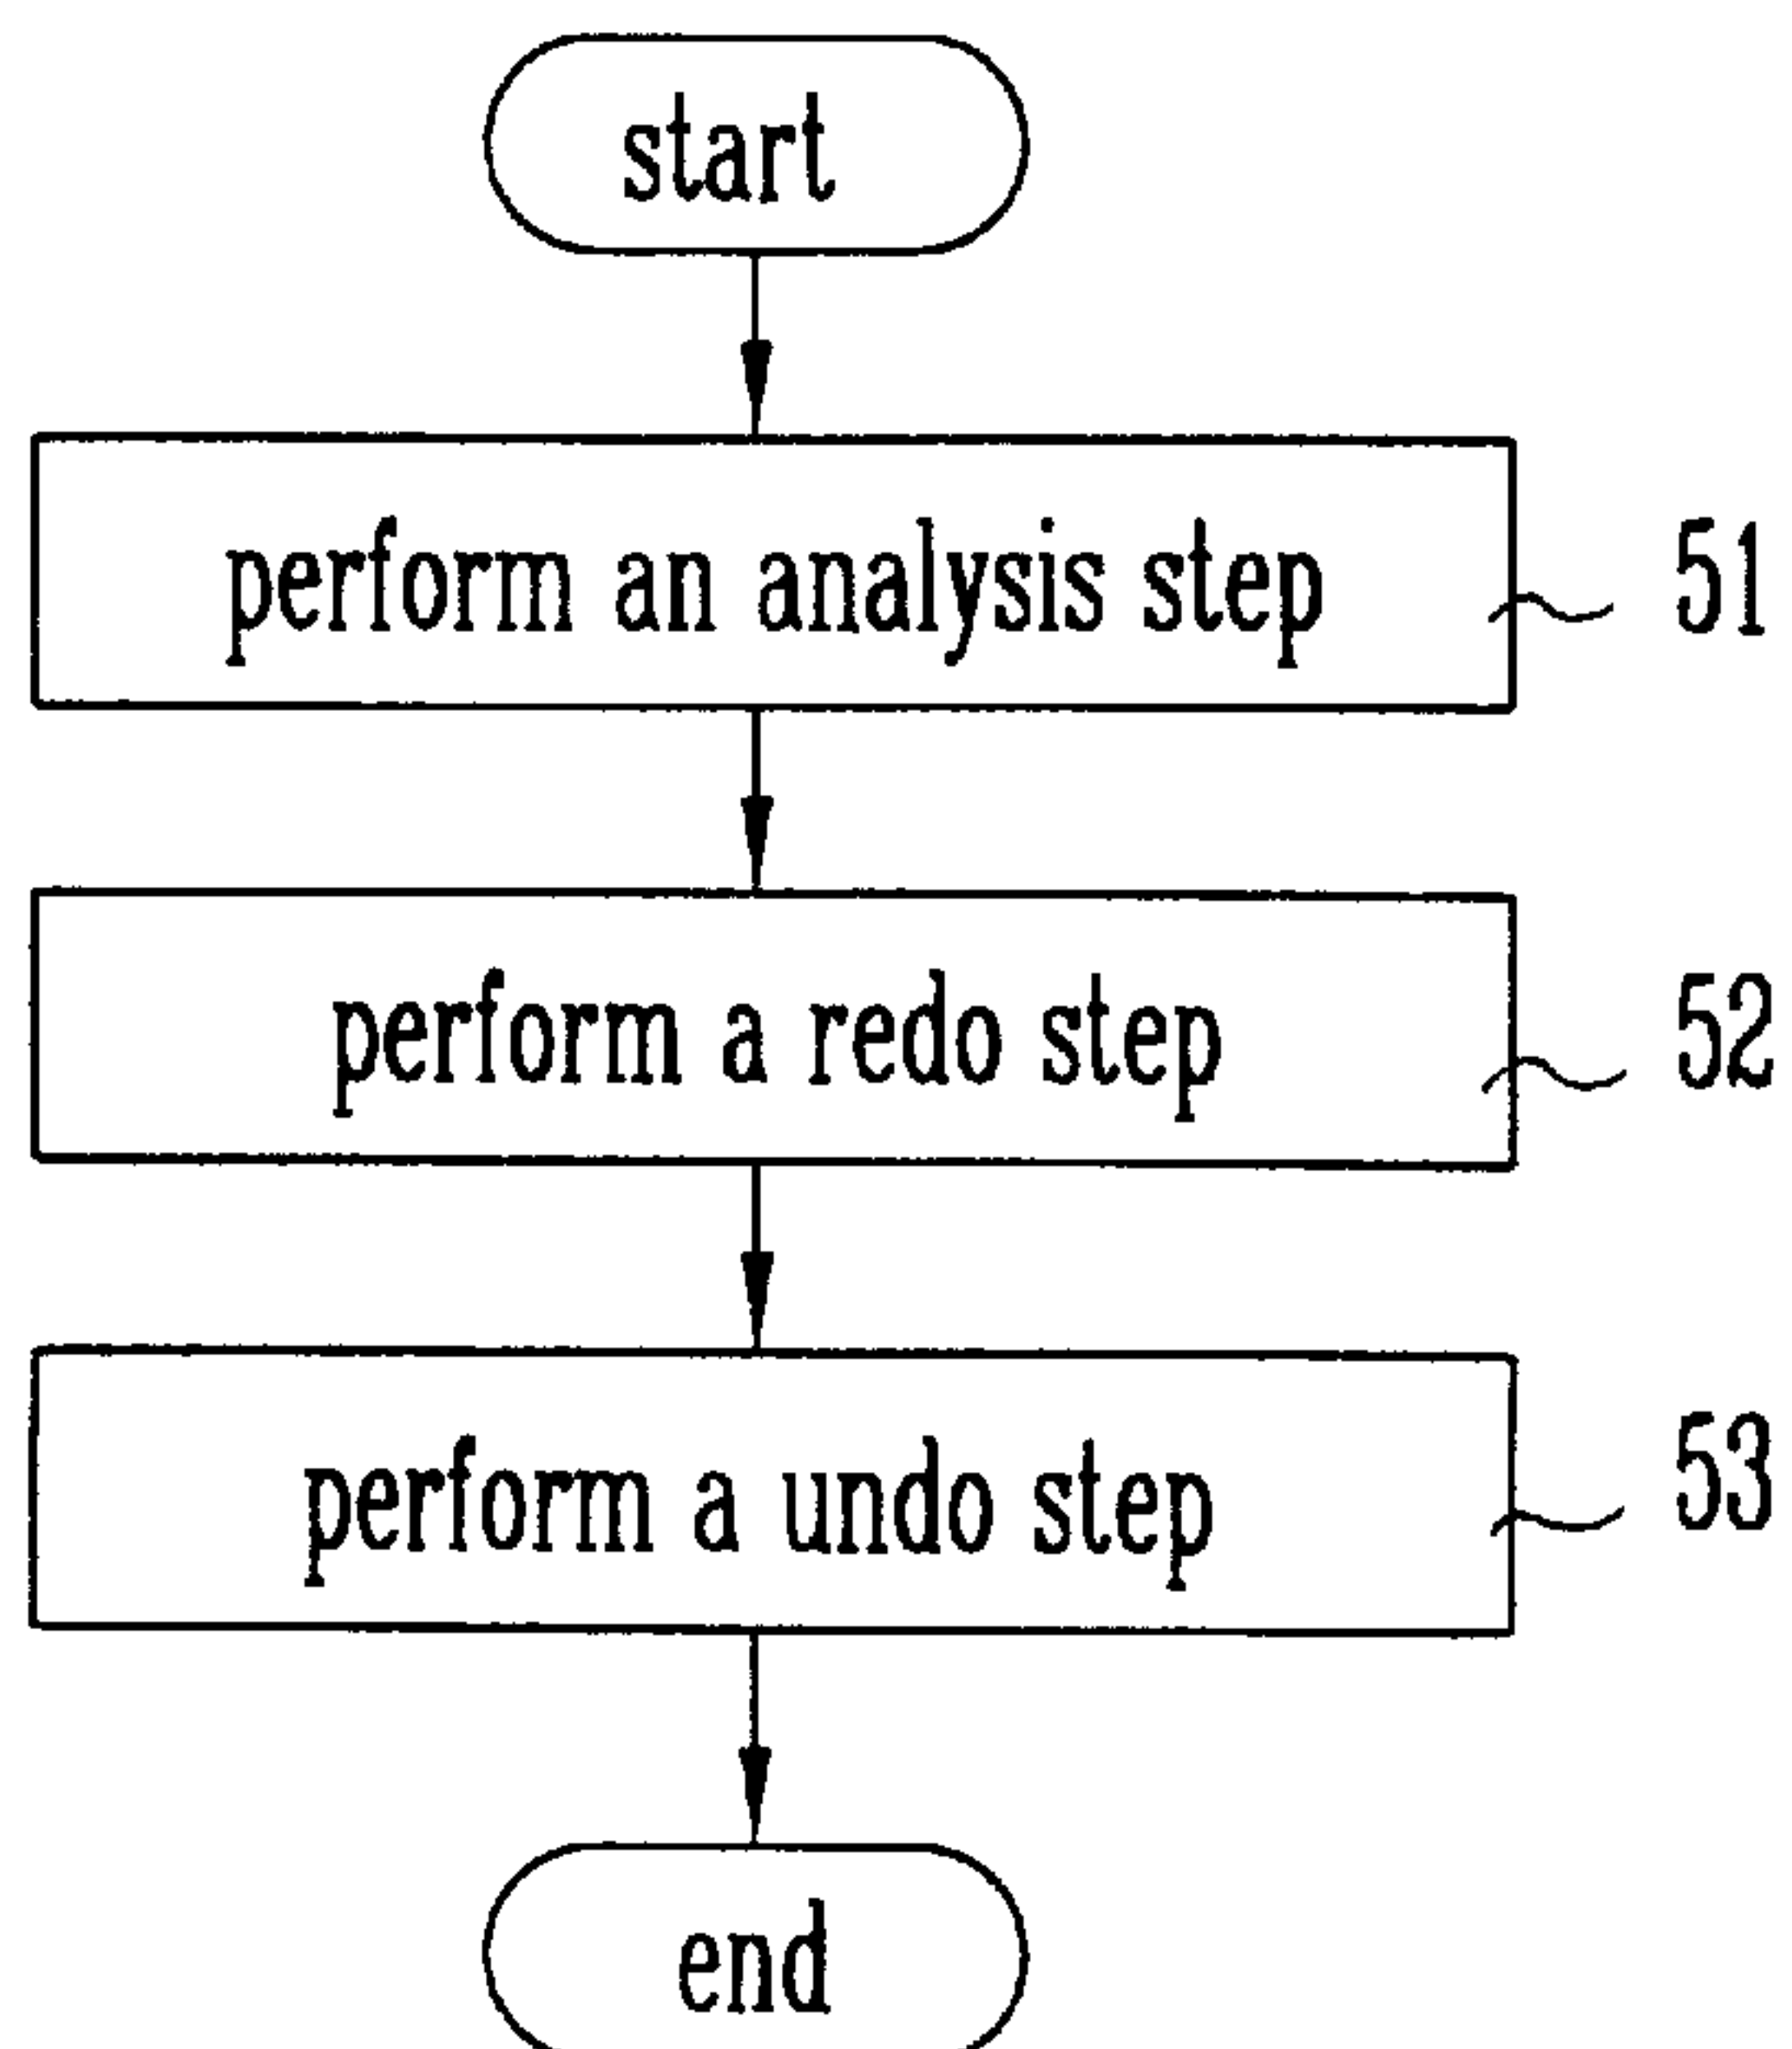 start
perform an analysis step
51
perform a redo step
52
perform a undo step
53
end